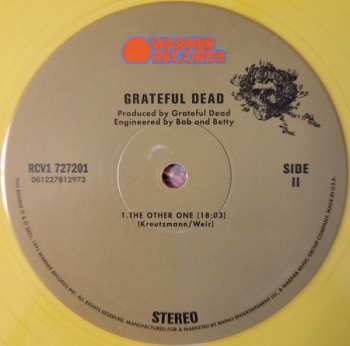 WARNER
RECORDS
GRATEFUL DEAD
Produced by Grateful Dead
Engineered by Bob and Betty
RCV1 727201
081227812973
SIDE
II
1.THE OTHER ONE (18:03)
(Kreutzmann/Weir)
STEREO